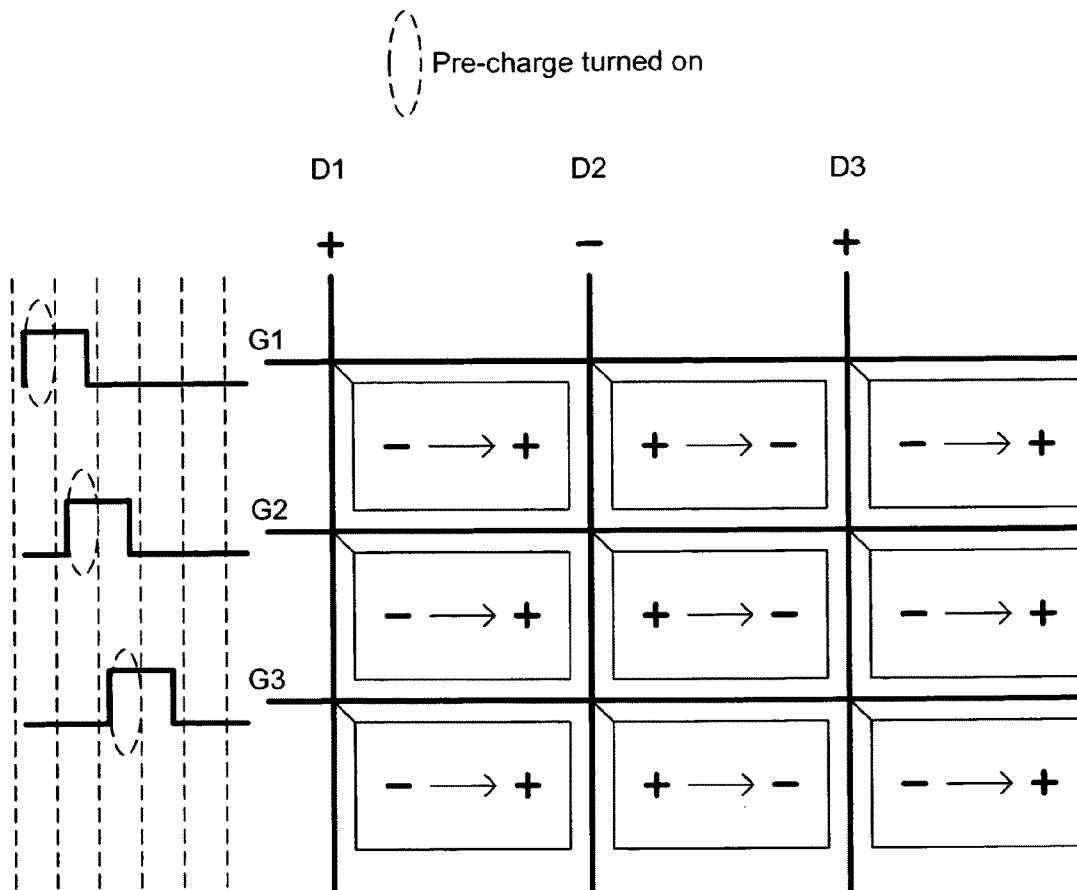 Pre-charge turned on
D1 D2 D3
+ − +
G1
− → + + → − − → +
G2
− → + + → − − → +
G3
− → + + → − − → +